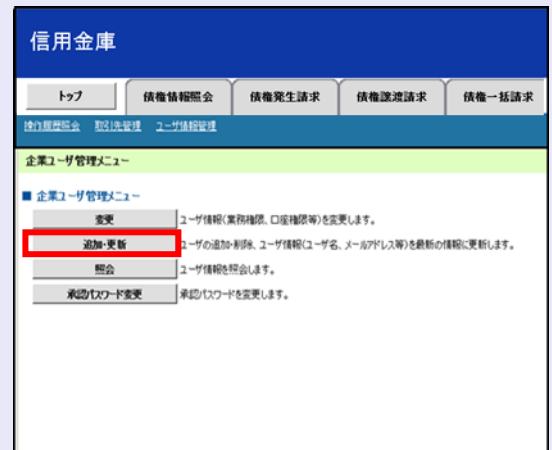 信用金庫
トップ 債権情報照会 債権発生請求 債権譲渡請求 債権一括請求
操作履歴照会 取引先管理 ユーザ情報管理
企業ユーザ管理メニュー
■ 企業ユーザ管理メニュー
変更 ユーザ情報(業務権限、口座権限等)を変更します。
追加・更新 ユーザの追加・削除、ユーザ情報(ユーザ名、メールアドレス等)を最新の情報に更新します。
照会 ユーザ情報を照会します。
承認パスワード変更 承認パスワードを変更します。